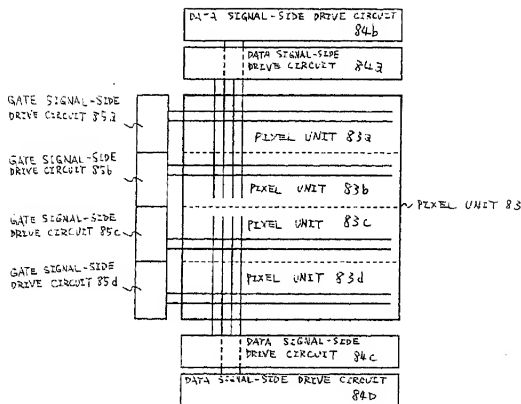 DATA SIGNAL-SIDE DRIVE CIRCUIT
84b
DATA SIGNAL-SIDE
DRIVE CIRCUIT 84a
GATE SIGNAL-SIDE
DRIVE CIRCUIT 85a
PIXEL UNIT 83a
GATE SIGNAL-SIDE
DRIVE CIRCUIT 85b
PIXEL UNIT 83b
PIXEL UNIT 83
GATE SIGNAL-SIDE
DRIVE CIRCUIT 85c
PIXEL UNIT 83c
GATE SIGNAL-SIDE
DRIVE CIRCUIT 85d
PIXEL UNIT 83d
DATA SIGNAL-SIDE
DRIVE CIRCUIT 84c
DATA SIGNAL-SIDE DRIVE CIRCUIT
84D